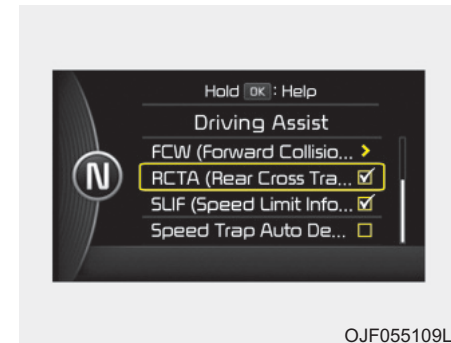 Hold OK : Help
Driving Assist
FCW (Forward Collisio... >
RCTA (Rear Cross Tra...
SLIF (Speed Limit Info...
Speed Trap Auto De...
N
OJF055109L